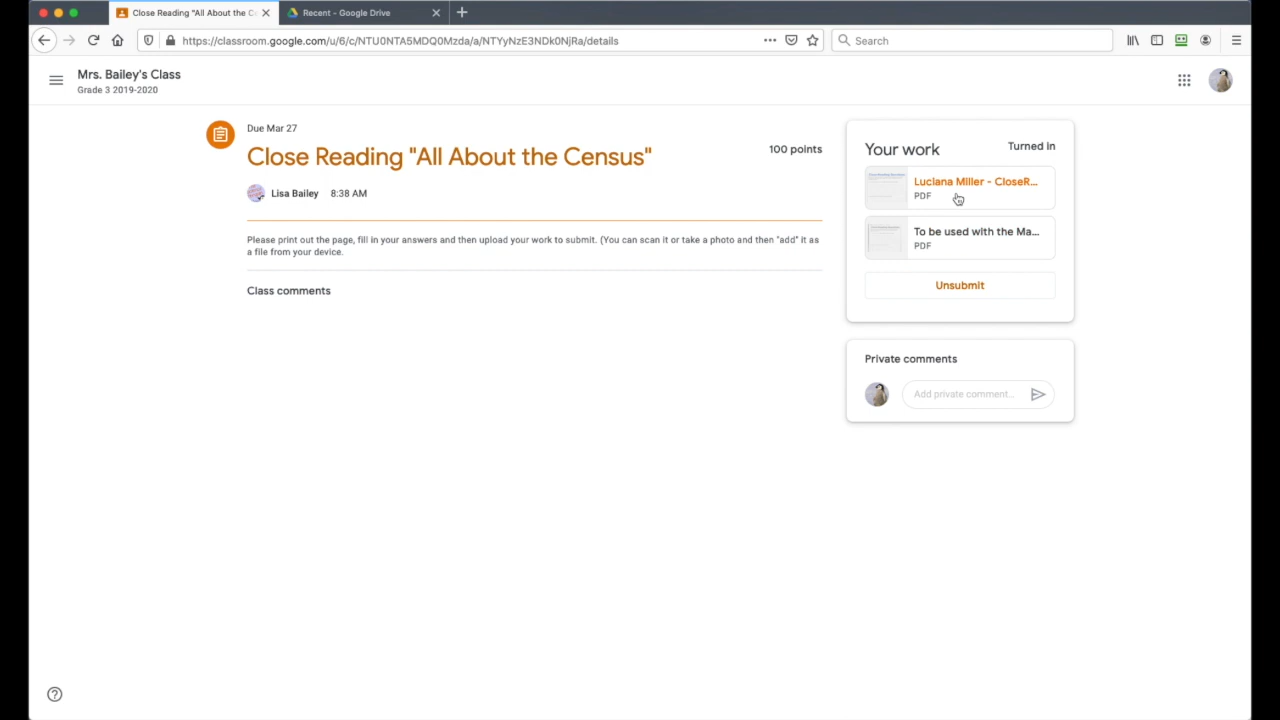 Close Reading "All About the C
Recent - Google Drive
https://classroom.google.com/u/6/c/NTU0NTA5MDQ0Mzda/a/NTYyNzE3NDk0NjRa/details
Search
Mrs. Bailey's Class
Grade 3 2019-2020
Due Mar 27
Close Reading "All About the Census"
100 points
Lisa Bailey 8:38 AM
Please print out the page, fill in your answers and then upload your work to submit. (You can scan it or take a photo and then "add" it as
a file from your device.
Class comments
Your work
Turned in
Luciana Miller - CloseR...
PDF
To be used with the Ma...
PDF
Unsubmit
Private comments
Add private comment...